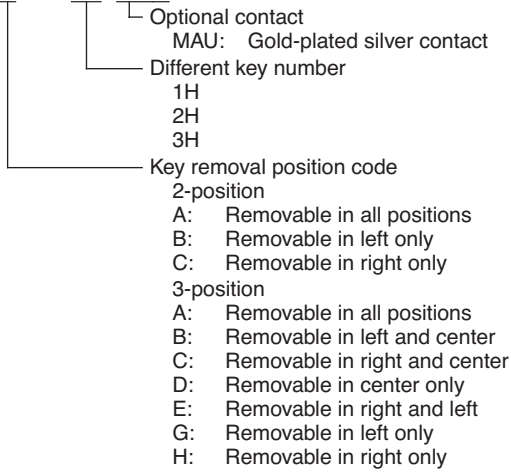 Optional contact
MAU: Gold-plated silver contact
Different key number
1H
2H
3H
Key removal position code
2-position
A: Removable in all positions
B: Removable in left only
C: Removable in right only
3-position
A: Removable in all positions
B: Removable in left and center
C: Removable in right and center
D: Removable in center only
E: Removable in right and left
G: Removable in left only
H: Removable in right only